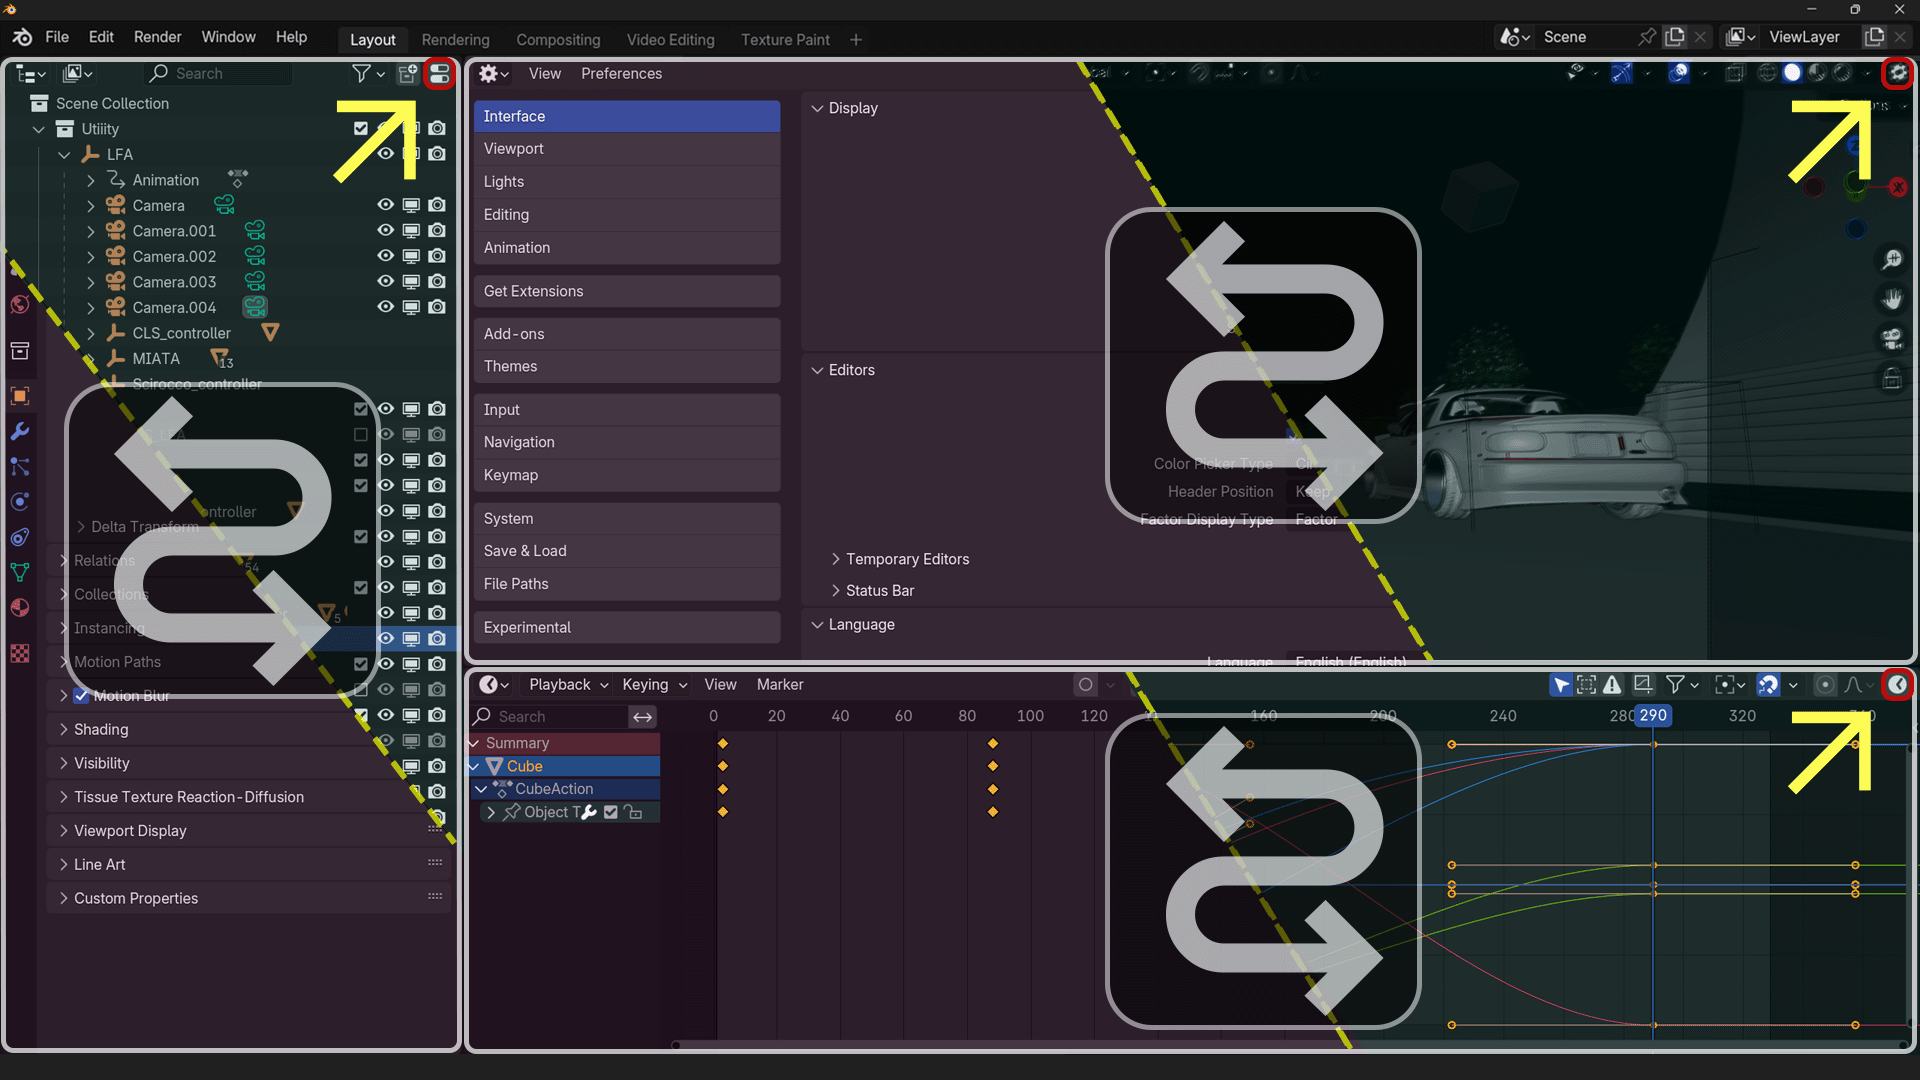 File Edit Render Window Help
Layout Rendering Compositing Video Editing Texture Paint +
Scene ViewLayer
Search
Scene Collection
Utiiity
LFA
Animation
Camera
Camera.001
Camera.002
Camera.003
Camera.004
CLS_controller
MIATA 13
Scirocco_controller
ontroller
Delta Transform
Relations
54
Collections
5
Instancing
Motion Paths
Motion Blur
Shading
Visibility
Tissue Texture Reaction-Diffusion
Viewport Display
Line Art
Custom Properties
View Preferences
Interface
Viewport
Lights
Editing
Animation
Get Extensions
Add-ons
Themes
Input
Navigation
Keymap
System
Save & Load
File Paths
Experimental
Display
Editors
Color Picker Type Cir
Header Position Keep
Factor Display Type Factor
Temporary Editors
Status Bar
Language
Language English (English)
Z
X
Playback Keying View Marker
Search
0 20 40 60 80 100 120 160 200 240 280 290 320
Summary
Cube
CubeAction
Object T